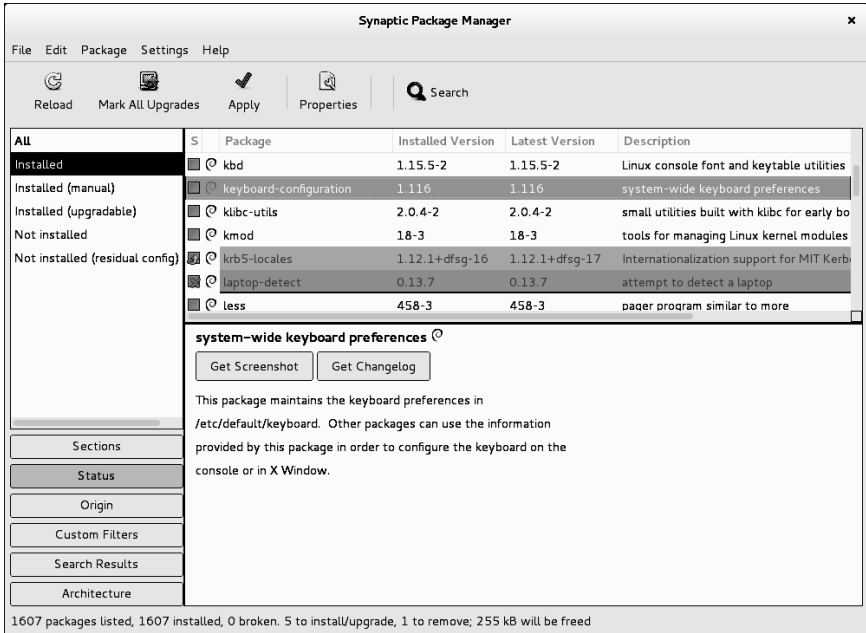 Synaptic Package Manager
File Edit Package Settings Help
Reload Mark All Upgrades Apply Properties Search
All
Installed
Installed (manual)
Installed (upgradable)
Not installed
Not installed (residual config)
S Package Installed Version Latest Version Description
kbd 1.15.5-2 1.15.5-2 Linux console font and keytable utilities
keyboard-configuration 1.116 1.116 system-wide keyboard preferences
klibc-utils 2.0.4-2 2.0.4-2 small utilities built with klibc for early bo
kmod 18-3 18-3 tools for managing Linux kernel modules
krb5-locales 1.12.1+dfsg-16 1.12.1+dfsg-17 Internationalization support for MIT Kerb
laptop-detect 0.13.7 0.13.7 attempt to detect a laptop
less 458-3 458-3 pager program similar to more
system-wide keyboard preferences
Get Screenshot Get Changelog
This package maintains the keyboard preferences in
/etc/default/keyboard. Other packages can use the information
provided by this package in order to configure the keyboard on the
console or in X Window.
Sections
Status
Origin
Custom Filters
Search Results
Architecture
1607 packages listed, 1607 installed, 0 broken. 5 to install/upgrade, 1 to remove; 255 kB will be freed